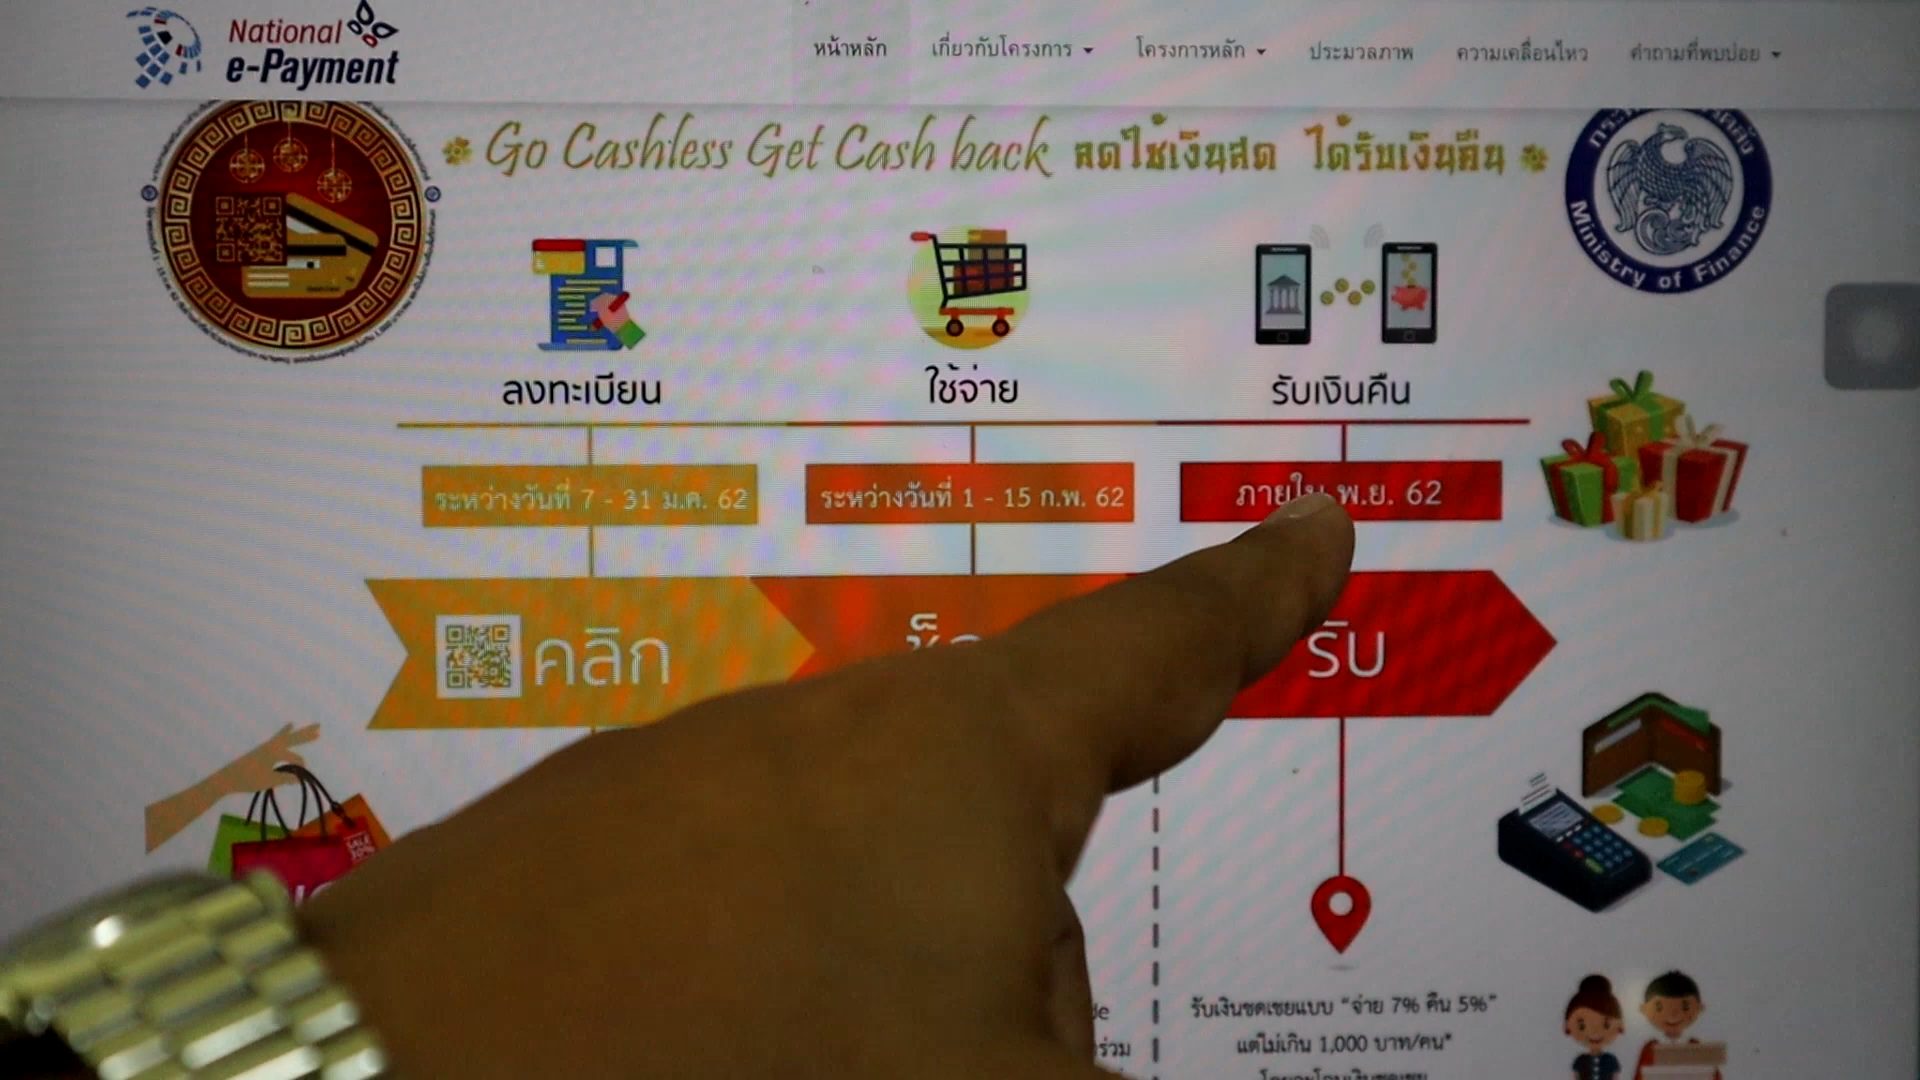 National
e-Payment
หน้าหลัก
เกี่ยวกับโครงการ
โครงการหลัก
ประมวลภาพ
ความเคลื่อนไหว
คำถามที่พบบ่อย
Go Cashless Get Cash back ลดใช้เงินสด ได้รับเงินคืน
Ministry of Finance
ลงทะเบียน
ใช้จ่าย
รับเงินคืน
ระหว่างวันที่ 7 - 31 ม.ค. 62
ระหว่างวันที่ 1 - 15 ก.พ. 62
ภายใน พ.ย. 62
คลิก
รับ
SALE
รับเงินชดเชยแบบ “จ่าย 7% คืน 5%”
แต่ไม่เกิน 1,000 บาท/คน*